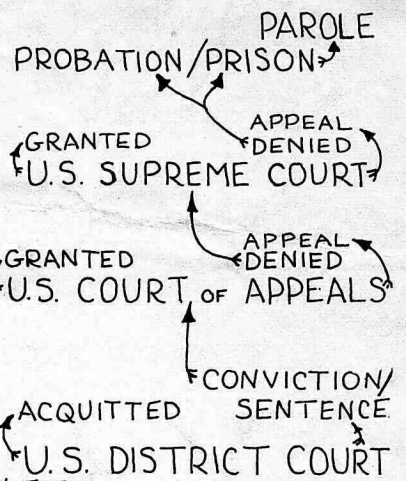 PAROLE
PROBATION/PRISON
APPEAL
GRANTED DENIED
U.S. SUPREME COURT
APPEAL
GRANTED DENIED
U.S. COURT OF APPEALS
CONVICTION/
ACQUITTED SENTENCE
U.S. DISTRICT COURT